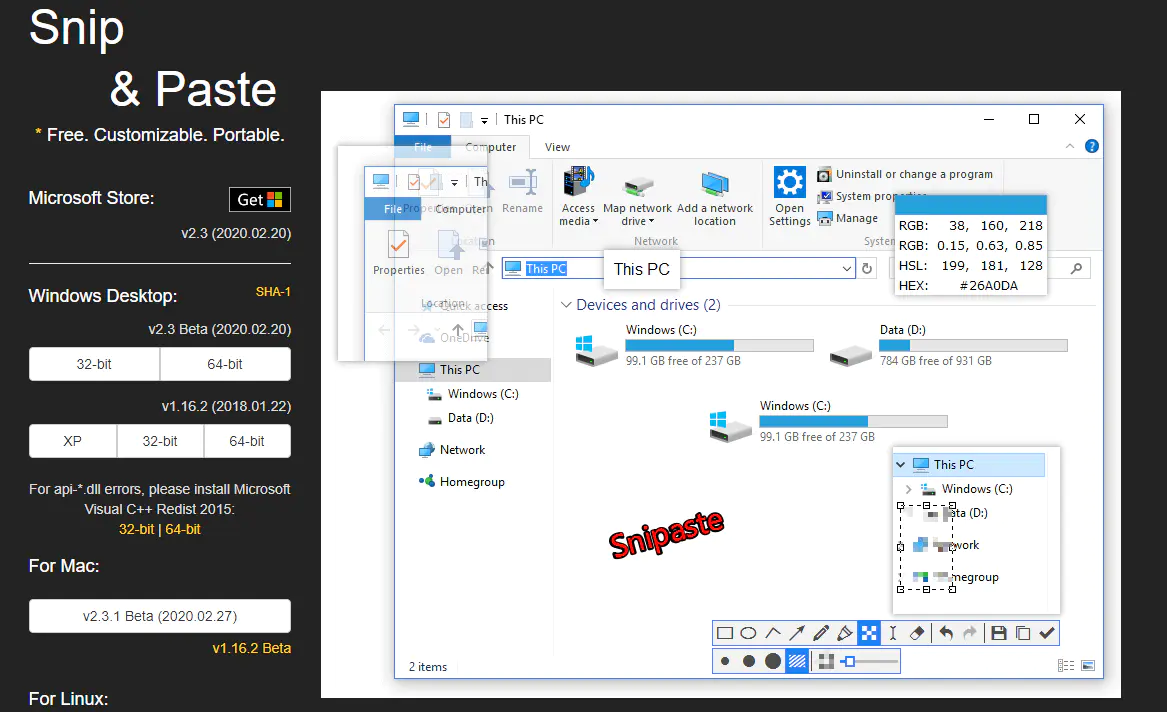 Snip
& Paste
* Free. Customizable. Portable.
Microsoft Store:
Get
v2.3 (2020.02.20)
Windows Desktop:
SHA-1
v2.3 Beta (2020.02.20)
32-bit
64-bit
v1.16.2 (2018.01.22)
XP
32-bit
64-bit
For api-*.dll errors, please install Microsoft
Visual C++ Redist 2015:
32-bit | 64-bit
For Mac:
v2.3.1 Beta (2020.02.27)
v1.16.2 Beta
For Linux:
This PC
File
Computer
View
Th
File
Computer
Properties
Open
Location
Rename
Access
media
Map network
drive
Add a network
location
Network
Open
Settings
Uninstall or change a program
System properties
Manage
System
RGB: 38, 160, 218
RGB: 0.15, 0.63, 0.85
HSL: 199, 181, 128
HEX: #26A0DA
This PC
This PC
Quick access
OneDrive
This PC
Windows (C:)
Data (D:)
Network
Homegroup
Devices and drives (2)
Windows (C:)
99.1 GB free of 237 GB
Data (D:)
784 GB free of 931 GB
Windows (C:)
99.1 GB free of 237 GB
Snipaste
This PC
Windows (C:)
ata (D:)
work
megroup
2 items